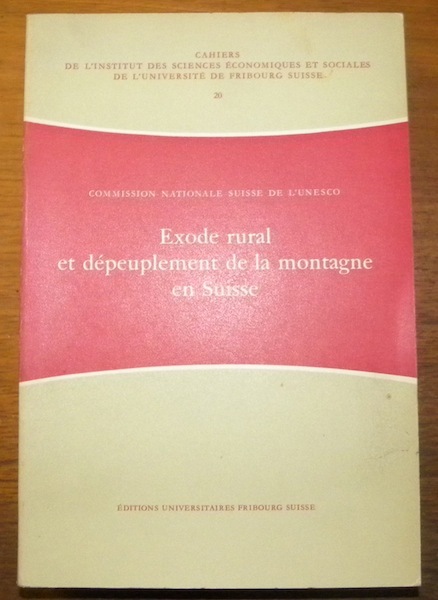 CAHIERS
DE L'INSTITUT DES SCIENCES ÉCONOMIQUES ET SOCIALES
DE L'UNIVERSITÉ DE FRIBOURG SUISSE
20
COMMISSION NATIONALE SUISSE DE L'UNESCO
Exode rural
et dépeuplement de la montagne
en Suisse
ÉDITIONS UNIVERSITAIRES FRIBOURG SUISSE